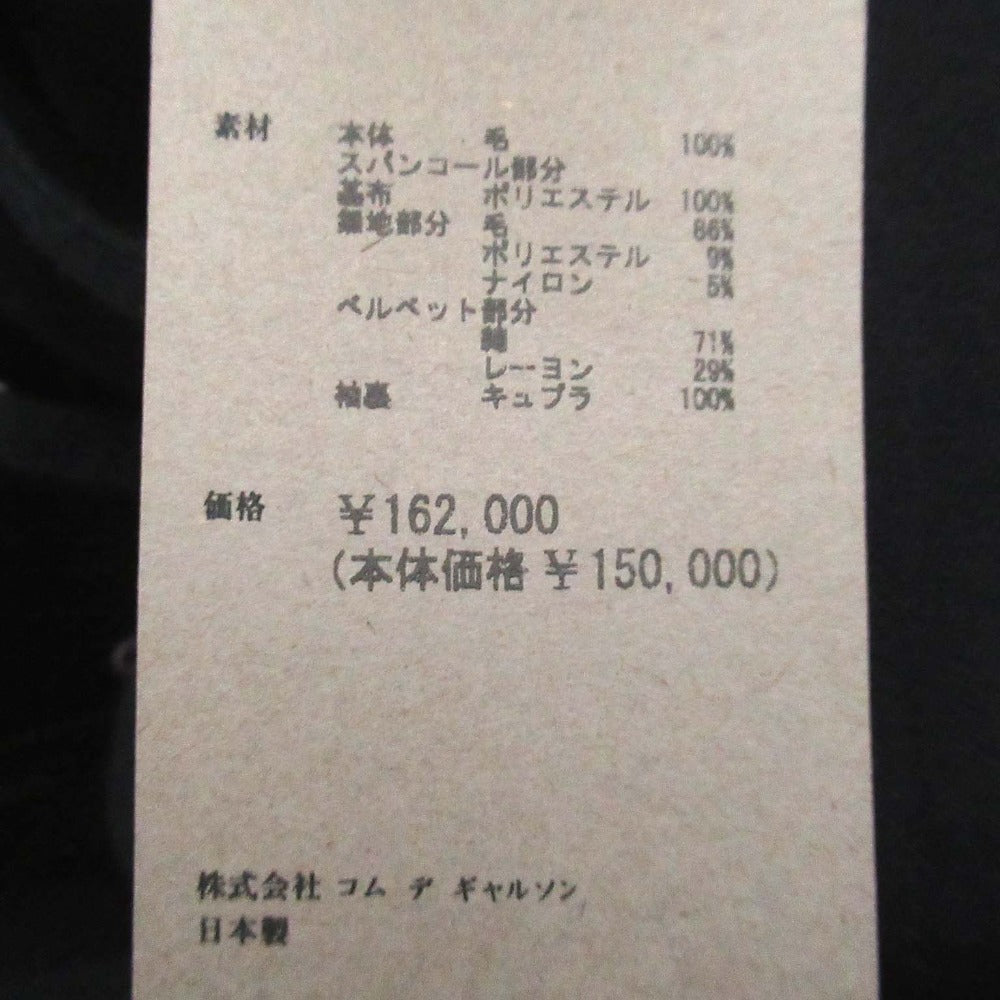 素材 本体 毛 100%
スパンコール部分
基布 ポリエステル 100%
細地部分 毛 86%
ポリエステル 9%
ナイロン 5%
ベルベット部分
綿 71%
レーヨン 29%
袖裏 キュプラ 100%
価格 ¥162,000
(本体価格 ¥150,000)
株式会社 コム デ ギャルソン
日本製